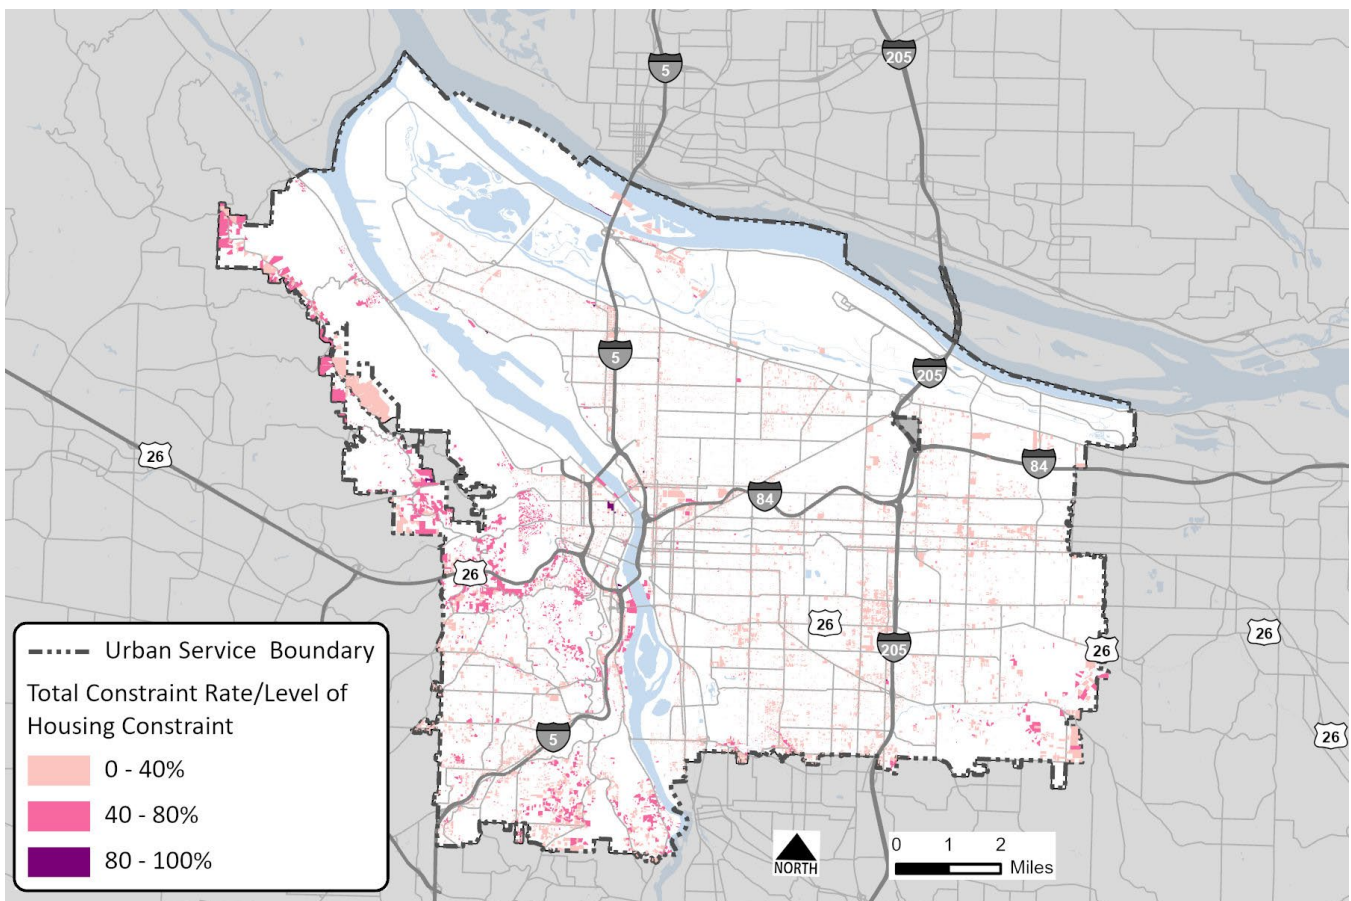 5
205
5
205
26
84
84
26
26
205
26
26
5
26
Urban Service Boundary
Total Constraint Rate/Level of
Housing Constraint
0 - 40%
40 - 80%
80 - 100%
NORTH
0 1 2
Miles